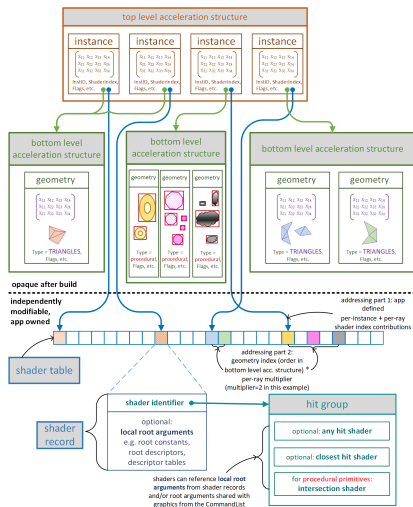 top level acceleration structure
instance
instance
instance
instance
InstID, ShaderIndex,
Flags, etc.
InstID, ShaderIndex,
Flags, etc.
InstID, ShaderIndex,
Flags, etc.
InstID, ShaderIndex,
Flags, etc.
bottom level
acceleration structure
geometry
Type = TRIANGLES,
Flags, etc.
bottom level
acceleration structure
geometry
Type =
procedural,
Flags, etc.
geometry
Type =
procedural,
Flags, etc.
geometry
Type =
procedural,
Flags, etc.
bottom level
acceleration structure
geometry
Type = TRIANGLES,
Flags, etc.
geometry
Type = TRIANGLES,
Flags, etc.
opaque after build
independently
modifiable,
app owned
addressing part 1: app
defined
per-instance + per-ray
shader index contributions
shader table
addressing part 2:
geometry index (order in
bottom level acc. structure) *
per-ray multiplier
(multiplier=2 in this example)
shader
record
shader identifier
optional:
local root arguments
e.g. root constants,
root descriptors,
descriptor tables
hit group
optional: any hit shader
optional: closest hit shader
for procedural primitives:
intersection shader
shaders can reference local root
arguments from shader records
and/or root arguments shared with
graphics from the CommandList